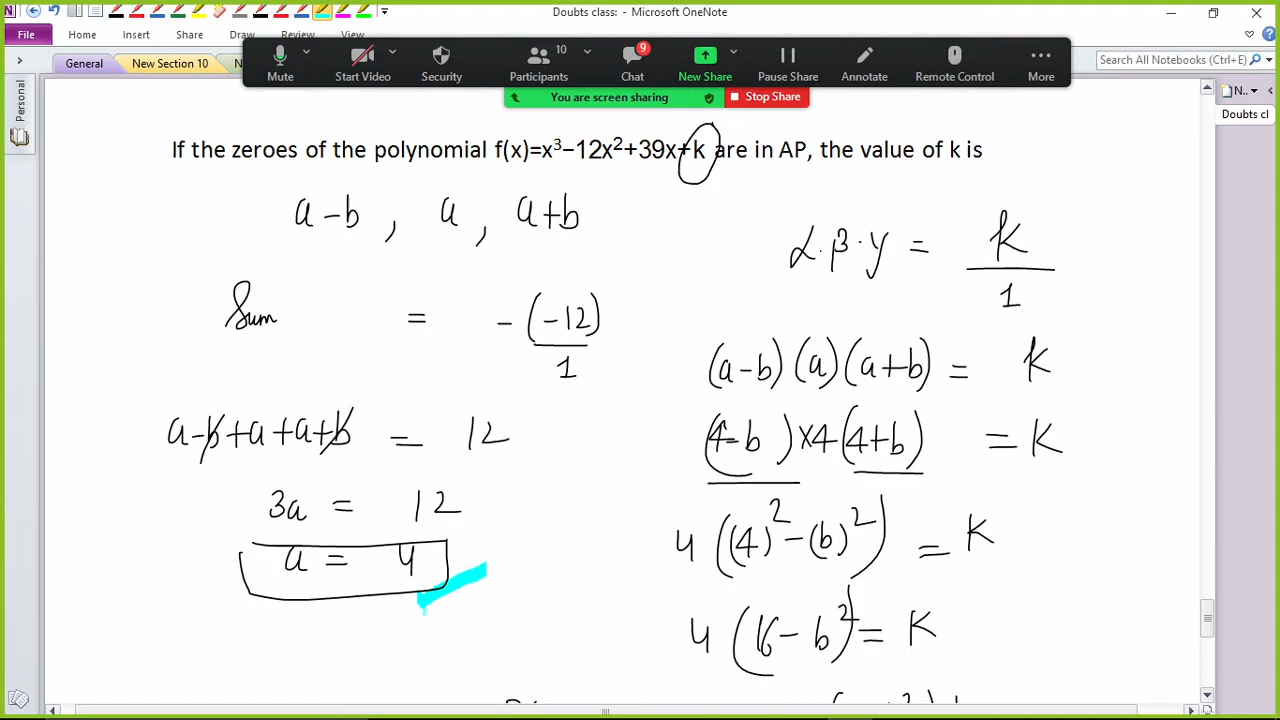 Doubts class: - Microsoft OneNote
File Home Insert Share Draw Review View
General New Section 10
Mute Start Video Security 10 Participants 9 Chat New Share Pause Share Annotate Remote Control More
Search All Notebooks (Ctrl+E)
You are screen sharing Stop Share
Personal
N..
Doubts cl
If the zeroes of the polynomial f(x)=x³−12x²+39x+k are in AP, the value of k is
a-b , a , a+b
Sum = - (-12)
1
a-b+a+a+b = 12
3a = 12
a = 4
α.β.γ = K
1
(a-b)(a)(a+b) = K
(4-b)×4(4+b) = K
4((4)²-(b)²) = K
4(16-b²) = K